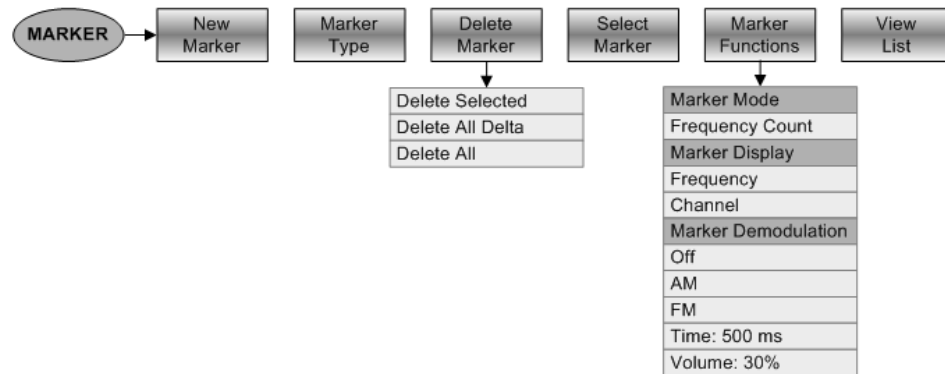 MARKER
New
Marker
Marker
Type
Delete
Marker
Select
Marker
Marker
Functions
View
List
Delete Selected
Delete All Delta
Delete All
Marker Mode
Frequency Count
Marker Display
Frequency
Channel
Marker Demodulation
Off
AM
FM
Time: 500 ms
Volume: 30%